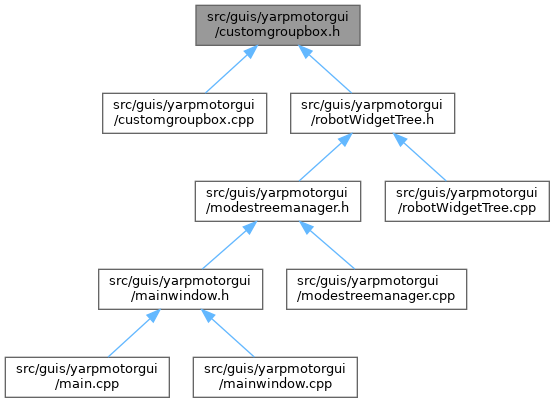 src/guis/yarpmotorgui
/customgroupbox.h
src/guis/yarpmotorgui
/customgroupbox.cpp
src/guis/yarpmotorgui
/robotWidgetTree.h
src/guis/yarpmotorgui
/modestreemanager.h
src/guis/yarpmotorgui
/robotWidgetTree.cpp
src/guis/yarpmotorgui
/mainwindow.h
src/guis/yarpmotorgui
/modestreemanager.cpp
src/guis/yarpmotorgui
/main.cpp
src/guis/yarpmotorgui
/mainwindow.cpp